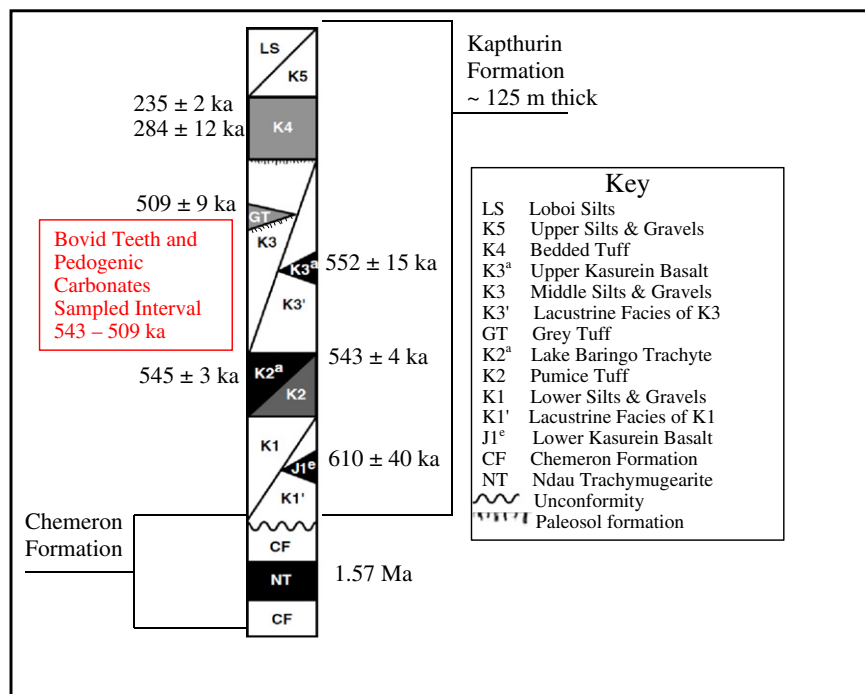 LS
K5
Kapthurin
Formation
~ 125 m thick
235 ± 2 ka
284 ± 12 ka
K4
509 ± 9 ka
GT
K3
Bovid Teeth and
Pedogenic
Carbonates
Sampled Interval
543 – 509 ka
K3ᵃ
552 ± 15 ka
K3'
543 ± 4 ka
545 ± 3 ka
K2ᵃ
K2
K1
J1ᵉ
610 ± 40 ka
K1'
Chemeron
Formation
CF
NT
1.57 Ma
CF
Key
LS Loboi Silts
K5 Upper Silts & Gravels
K4 Bedded Tuff
K3ᵃ Upper Kasurein Basalt
K3 Middle Silts & Gravels
K3' Lacustrine Facies of K3
GT Grey Tuff
K2ᵃ Lake Baringo Trachyte
K2 Pumice Tuff
K1 Lower Silts & Gravels
K1' Lacustrine Facies of K1
J1ᵉ Lower Kasurein Basalt
CF Chemeron Formation
NT Ndau Trachymugearite
Unconformity
Paleosol formation